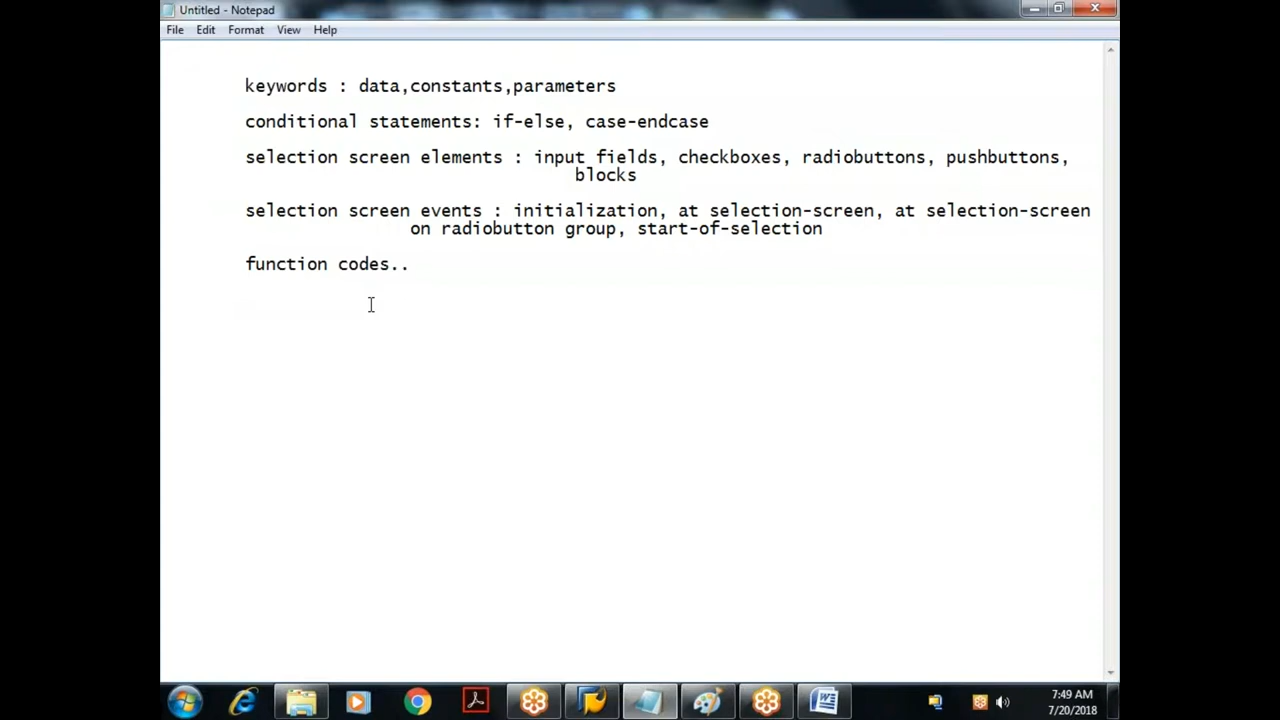 Untitled - Notepad
File Edit Format View Help
keywords : data,constants,parameters
conditional statements: if-else, case-endcase
selection screen elements : input fields, checkboxes, radiobuttons, pushbuttons,
blocks
selection screen events : initialization, at selection-screen, at selection-screen
on radiobutton group, start-of-selection
function codes..
7:49 AM
7/20/2018